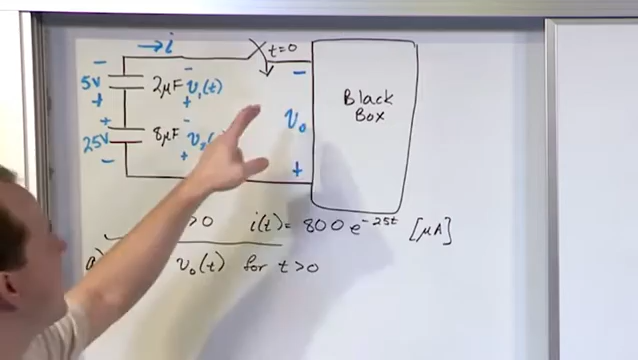 → i
t=0
− 
5V 2μF − v₁(t)
+ +
−
Black
Box
v₀
+ −
25V 8μF
− +
+
>0 i(t) = 800 e^-25t [μA]
a) v₀(t) for t>0